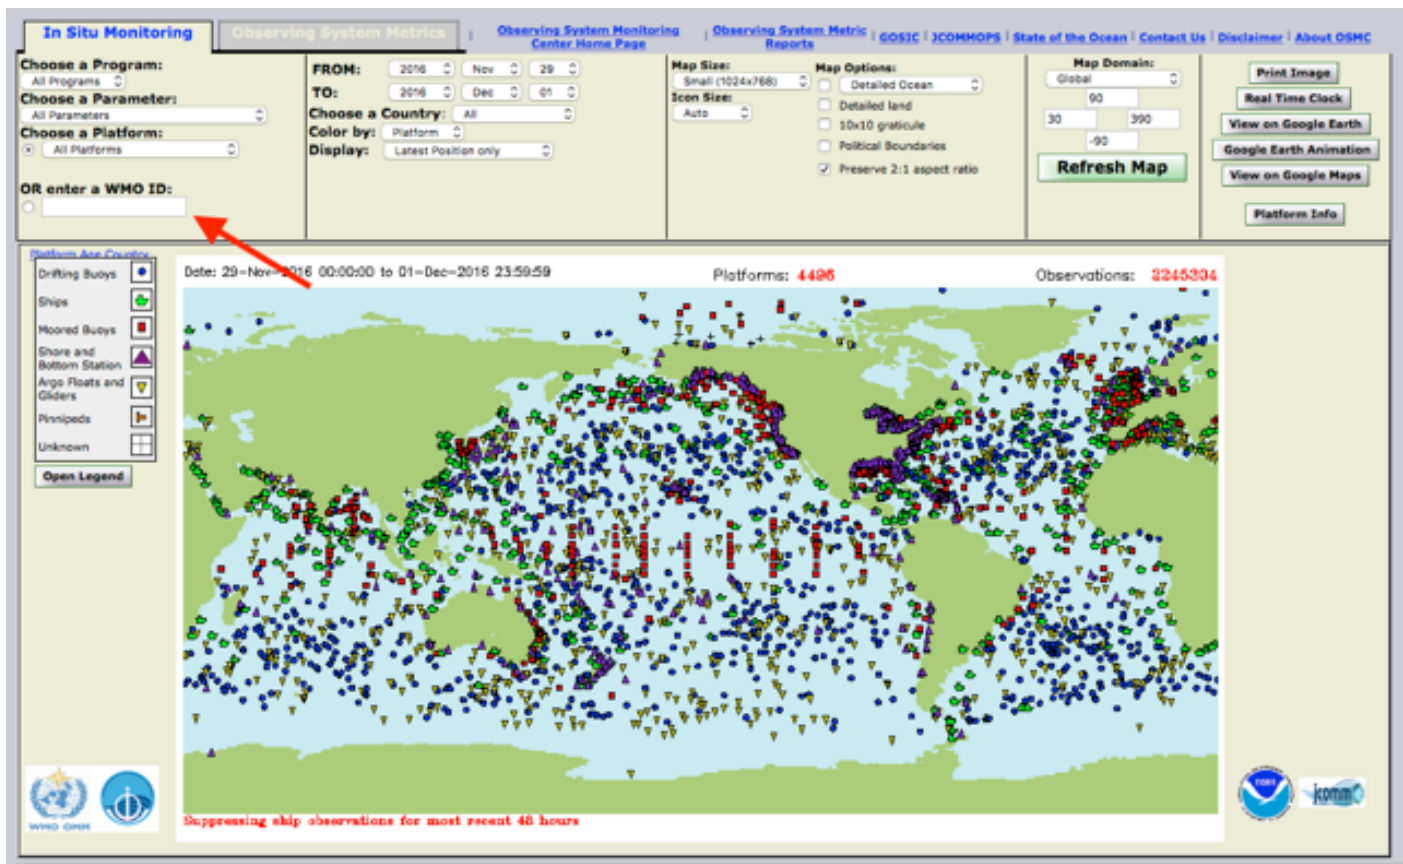 In Situ Monitoring
Observing System Metrics
Observing System Monitoring
Center Home Page
Observing System Metric
Reports
GOSIC
JCOMMOPS
State of the Ocean
Contact Us
Disclaimer
About OSMC
Choose a Program:
All Programs
Choose a Parameter:
All Parameters
Choose a Platform:
All Platforms
OR enter a WMO ID:
FROM: 2016 Nov 29
TO: 2016 Dec 01
Choose a Country: All
Color by: Platform
Display: Latest Position only
Map Size:
Small (1024x768)
Icon Size:
Auto
Map Options:
Detailed Ocean
Detailed land
10x10 graticule
Political Boundaries
Preserve 2:1 aspect ratio
Map Domain:
Global
90
30 390
-90
Refresh Map
Print Image
Real Time Clock
View on Google Earth
Google Earth Animation
View on Google Maps
Platform Info
Platform Age Country
Drifting Buoys
Ships
Moored Buoys
Shore and
Bottom Station
Argo Floats and
Gliders
Pinnipeds
Unknown
Open Legend
Date: 29-Nov-2016 00:00:00 to 01-Dec-2016 23:59:59
Platforms: 4496
Observations: 2245304
Suppressing ship observations for most recent 48 hours
WMO OMM
jcomm